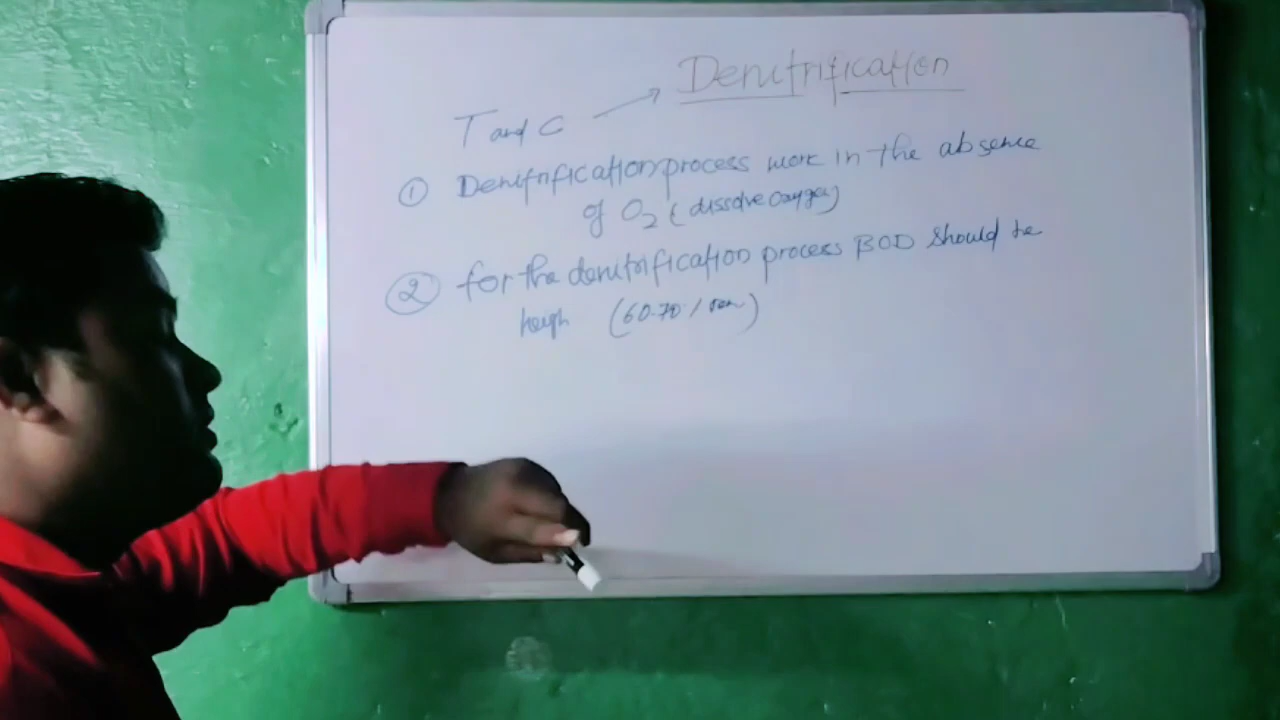 Denitrification
T and C
① Denitrification process work in the absence
of O2 (dissolve oxygen)
② for the denitrification process BOD should be
heigh (60-70 /